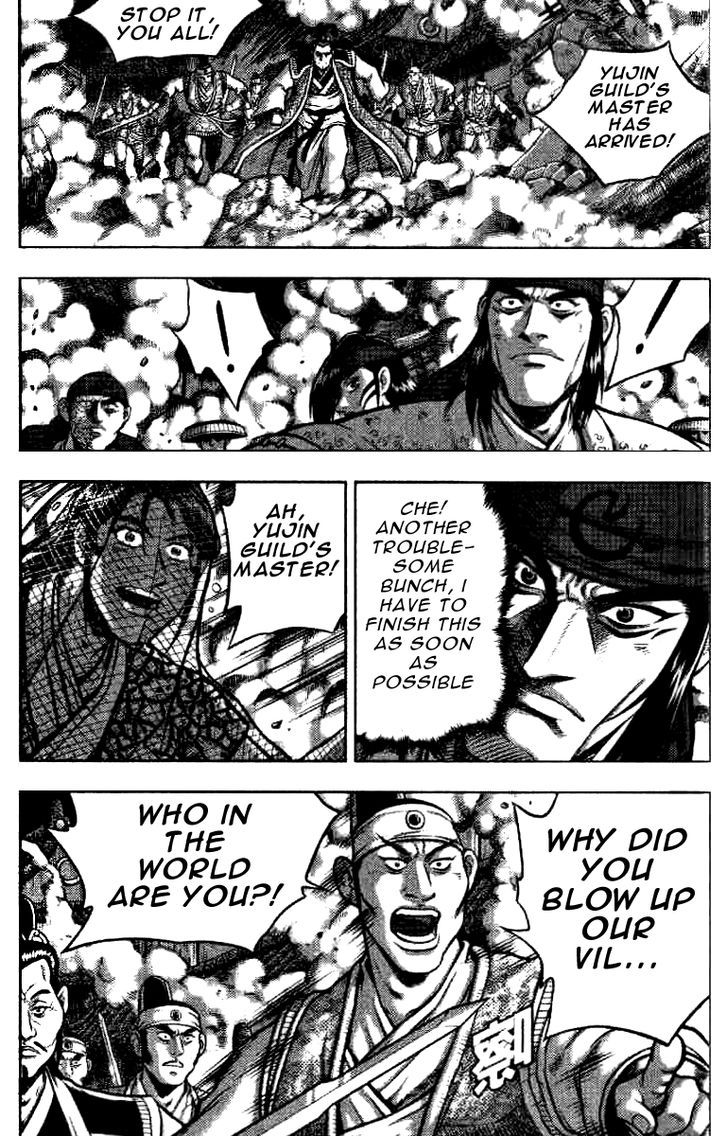 STOP IT,
YOU ALL!
YUJIN
GUILD'S
MASTER
HAS
ARRIVED!
!
!
AH,
YUJIN
GUILD'S
MASTER!
CHE!
ANOTHER
TROUBLE-
SOME
BUNCH, I
HAVE TO
FINISH THIS
AS SOON
AS
POSSIBLE
WHO IN
THE
WORLD
ARE YOU?!
WHY DID
YOU
BLOW UP
OUR
VIL...